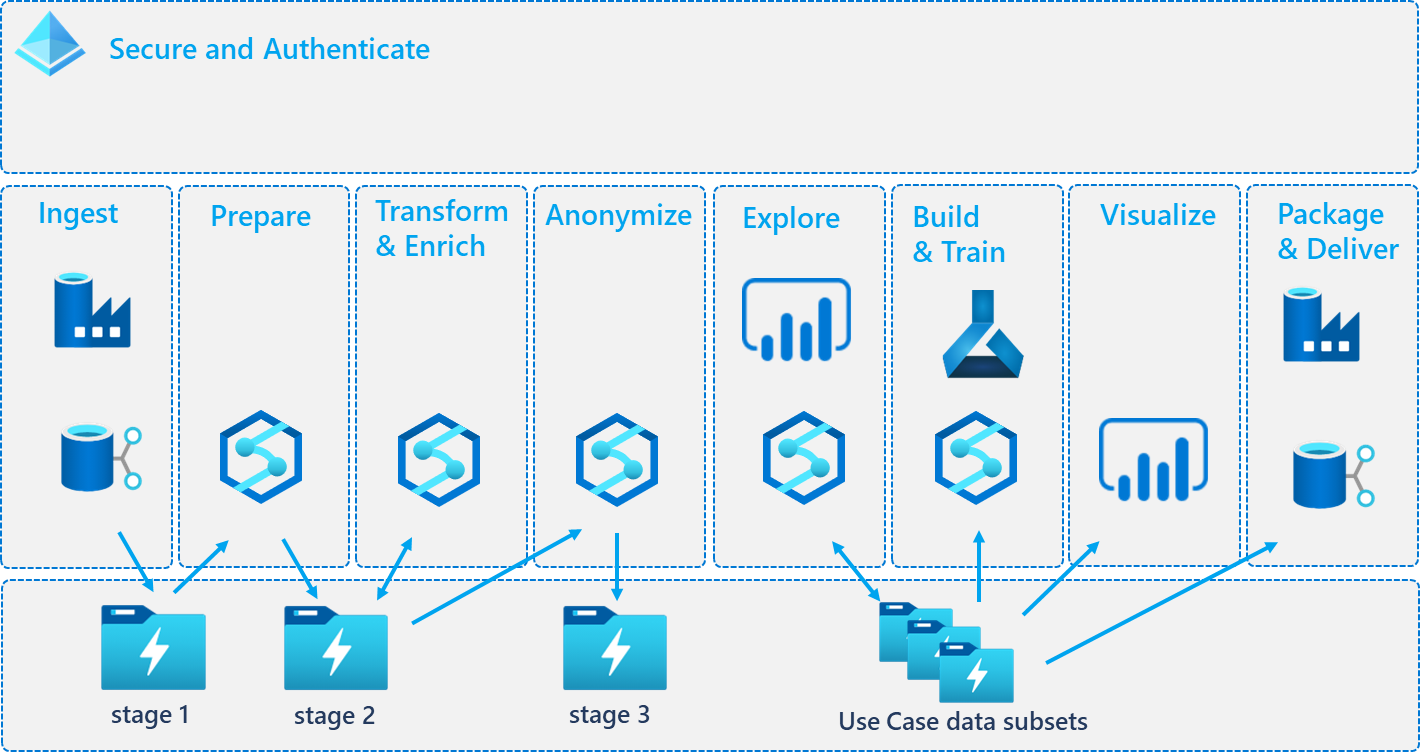 Secure and Authenticate
Ingest
Prepare
Transform
& Enrich
Anonymize
Explore
Build
& Train
Visualize
Package
& Deliver
stage 1
stage 2
stage 3
Use Case data subsets